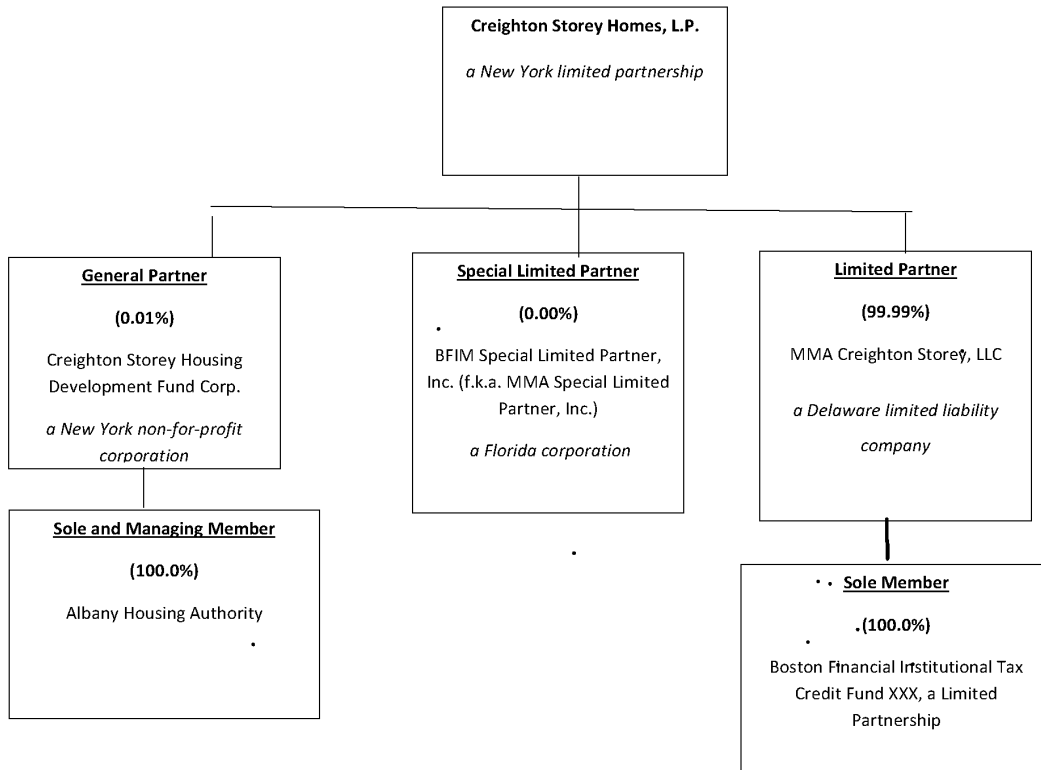 Creighton Storey Homes, L.P.
a New York limited partnership
General Partner
(0.01%)
Creighton Storey Housing
Development Fund Corp.
a New York non-for-profit
corporation
Sole and Managing Member
(100.0%)
Albany Housing Authority
Special Limited Partner
(0.00%)
BFIM Special Limited Partner,
Inc. (f.k.a. MMA Special Limited
Partner, Inc.)
a Florida corporation
Limited Partner
(99.99%)
MMA Creighton Storey, LLC
a Delaware limited liability
company
Sole Member
(100.0%)
Boston Financial Institutional Tax
Credit Fund XXX, a Limited
Partnership